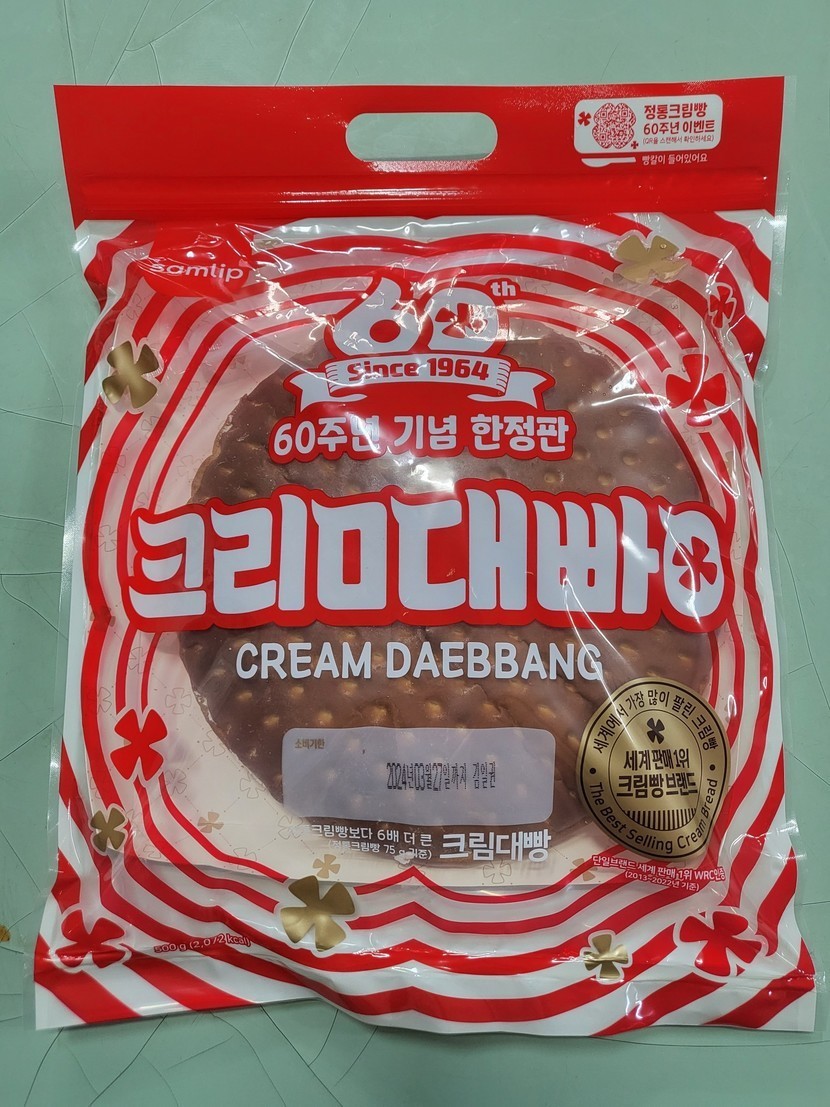 정통크림빵
60주년 이벤트
(QR을 스캔해서 확인하세요)
빵칼이 들어있어요
samlip
60th
Since 1964
60주년 기념 한정판
크림대빵
CREAM DAEBBANG
소비기한
2024년03월27일까지 김일권
크림빵보다 6배 더 큰
(정통크림빵 75 g 기준)
크림대빵
세계에서 가장 많이 팔린 크림빵
세계 판매 1위
크림빵 브랜드
The Best Selling Cream Bread
단일브랜드 세계 판매 1위 WRC인증
(2013~2022년 기준)
500 g (2,072 kcal)